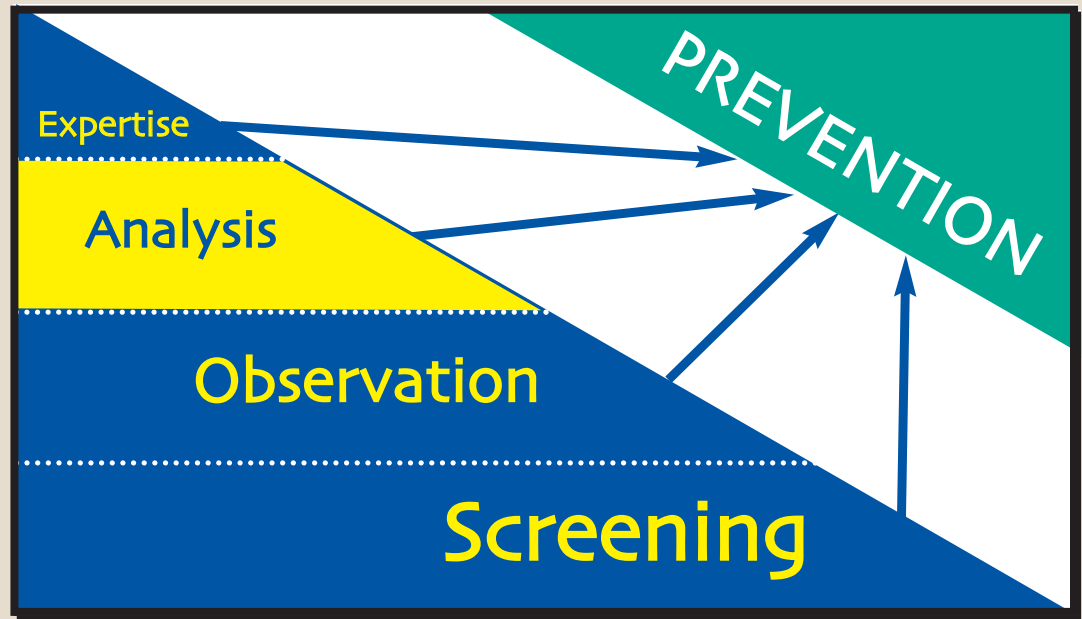 PREVENTION
Expertise
Analysis
Observation
Screening